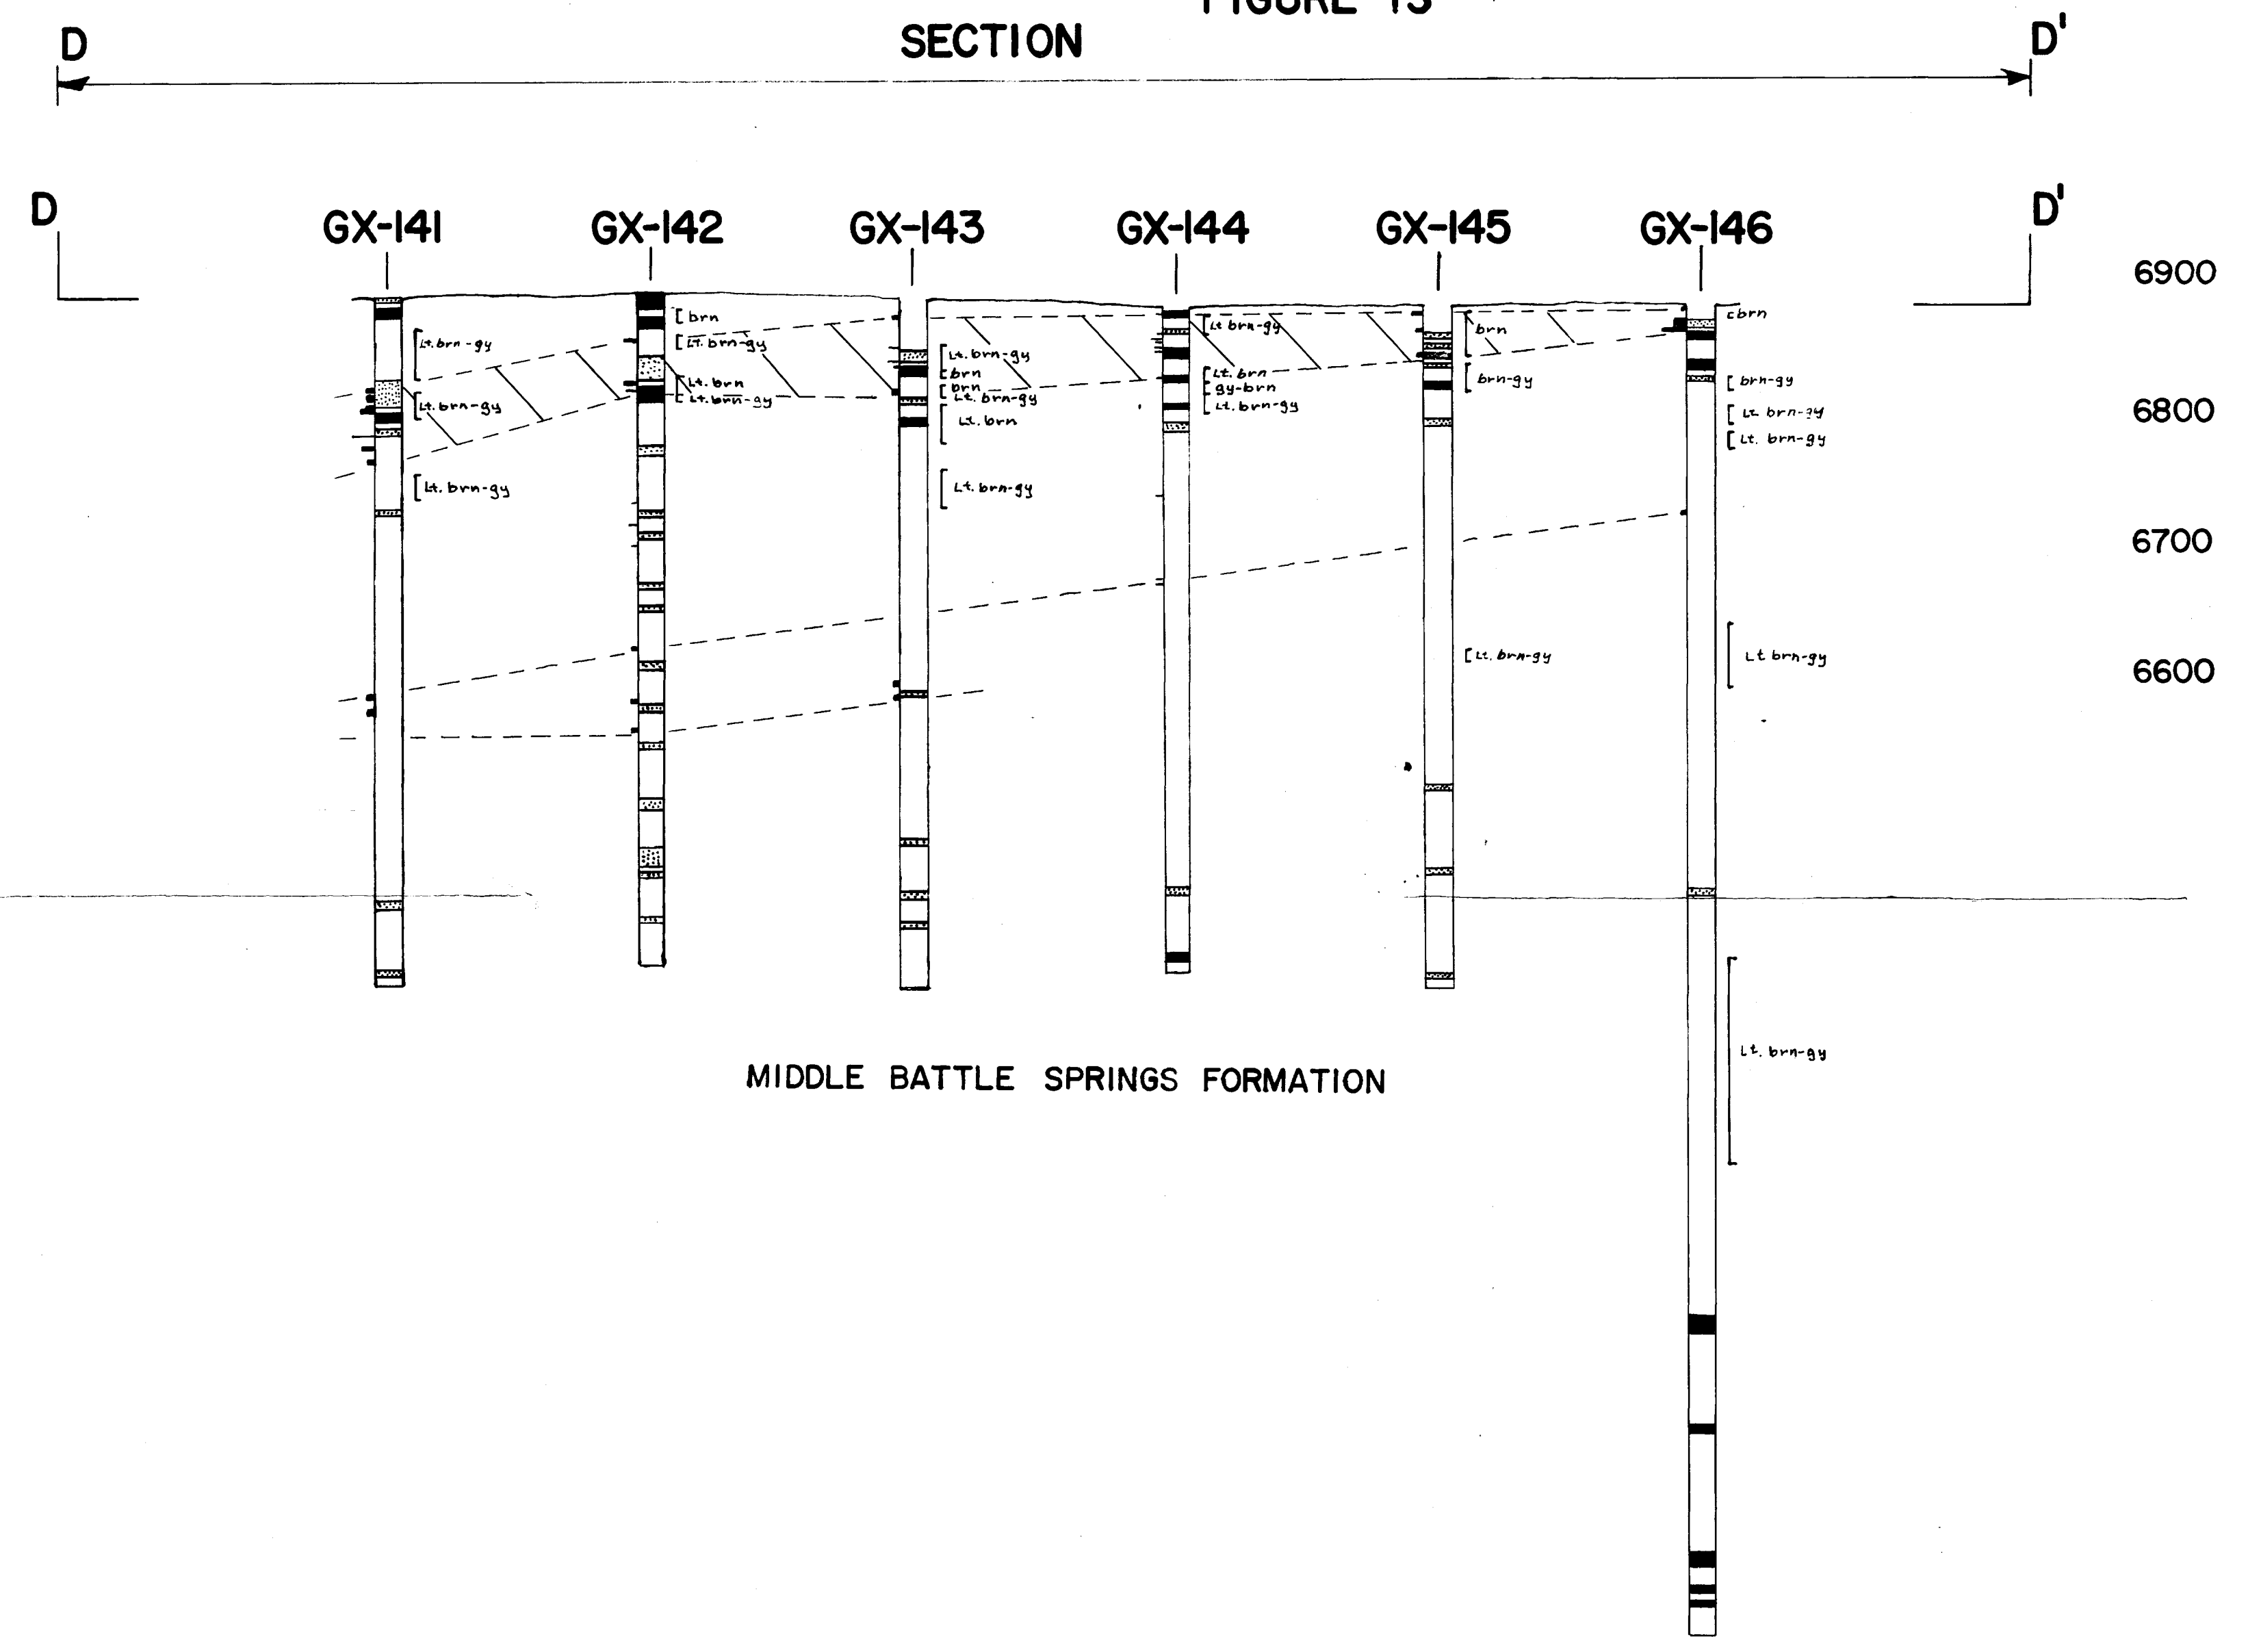 FIGURE 13
SECTION
D D'
D D'
GX-141 GX-142 GX-143 GX-144 GX-145 GX-146
6900
6800
6700
6600
Lt. brn-gy
Lt. brn-gy
Lt. brn-gy
brn
Lt. brn-gy
Lt. brn
Lt. brn-gy
Lt. brn-gy
brn
brn
Lt. brn-gy
Lt. brn
Lt. brn-gy
Lt brn-gy
Lt. brn
gy-brn
Lt. brn-gy
brn
brn-gy
Lt. brn-gy
brn
brn-gy
Lt brn-gy
Lt. brn-gy
Lt brn-gy
Lt. brn-gy
MIDDLE BATTLE SPRINGS FORMATION